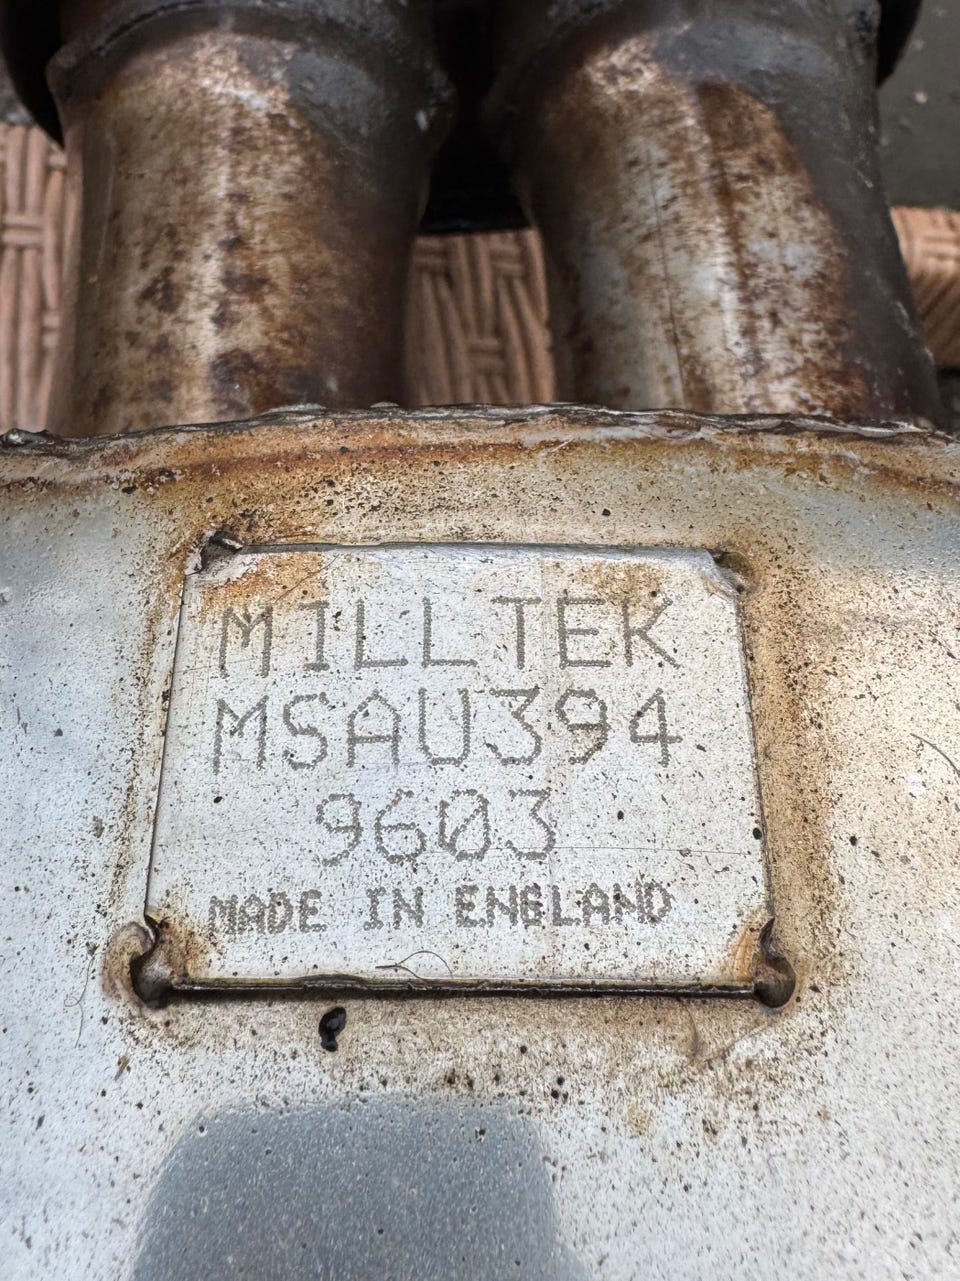 MILLTEK
MSAU394
9603
MADE IN ENGLAND